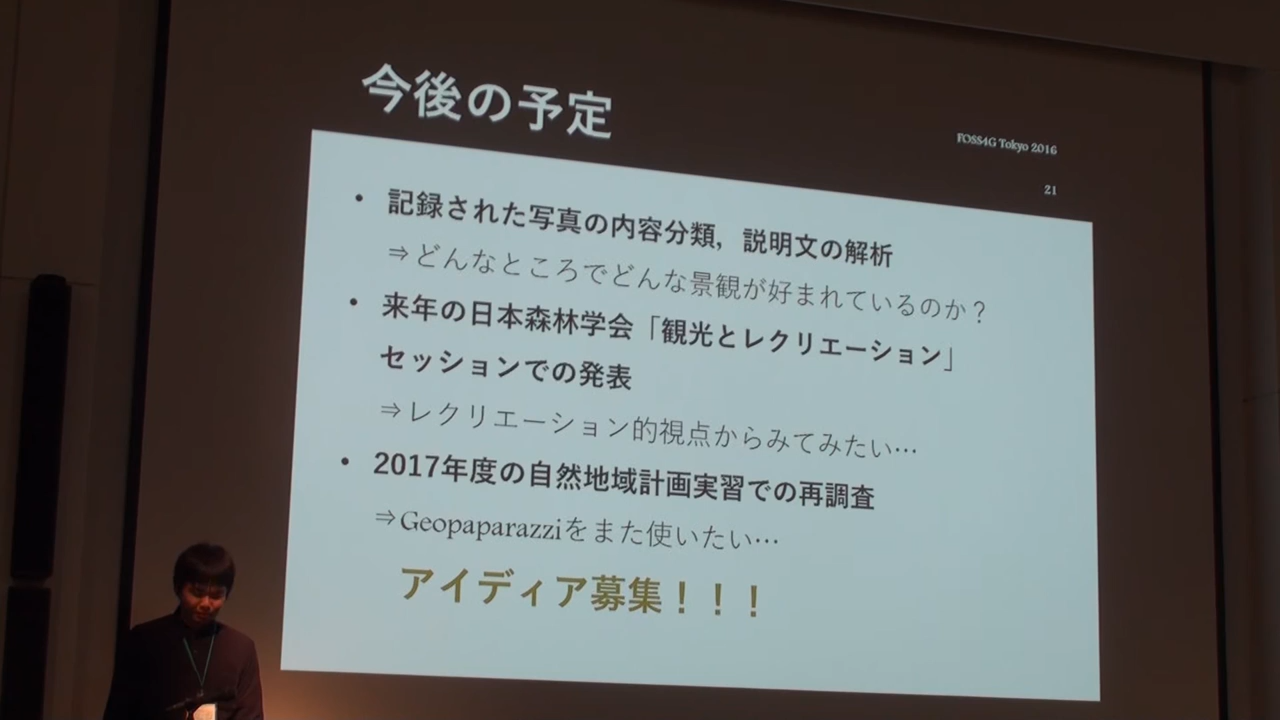 今後の予定
FOSS4G Tokyo 2016
21
• 記録された写真の内容分類，説明文の解析
⇒どんなところでどんな景観が好まれているのか？
• 来年の日本森林学会「観光とレクリエーション」
セッションでの発表
⇒レクリエーション的視点からみてみたい…
• 2017年度の自然地域計画実習での再調査
⇒Geopaparazziをまた使いたい…
アイディア募集！！！